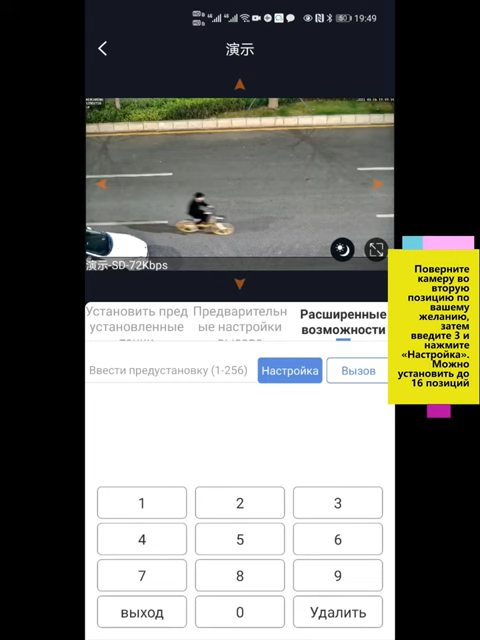 19:49
演示
演示-SD-72Kbps
Установить пред
установленные
Предварительн
ые настройки
Расширенные
возможности
Ввести предустановку (1-256)
Настройка
Вызов
1
2
3
4
5
6
7
8
9
выход
0
Удалить
Поверните
камеру во
вторую
позицию по
вашему
желанию,
затем
введите 3 и
нажмите
«Настройка».
Можно
установить до
16 позиций